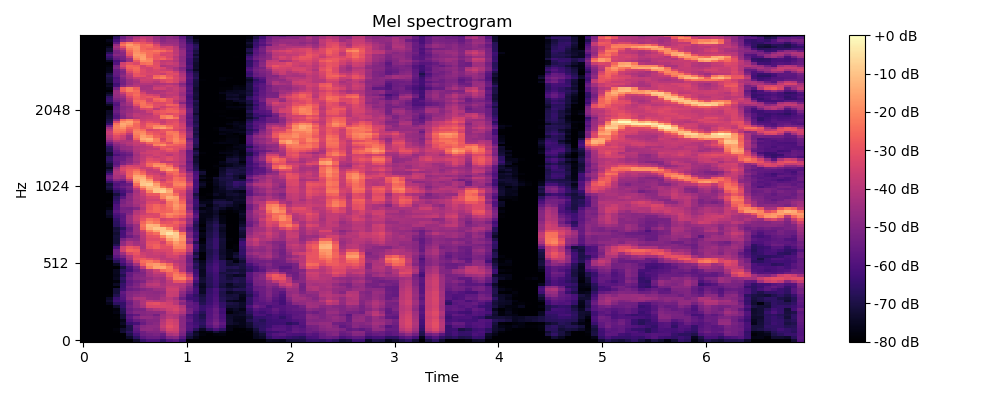 Mel spectrogram
+0 dB
-10 dB
-20 dB
-30 dB
-40 dB
-50 dB
-60 dB
-70 dB
-80 dB
Hz
2048
1024
512
0
0 1 2 3 4 5 6
Time